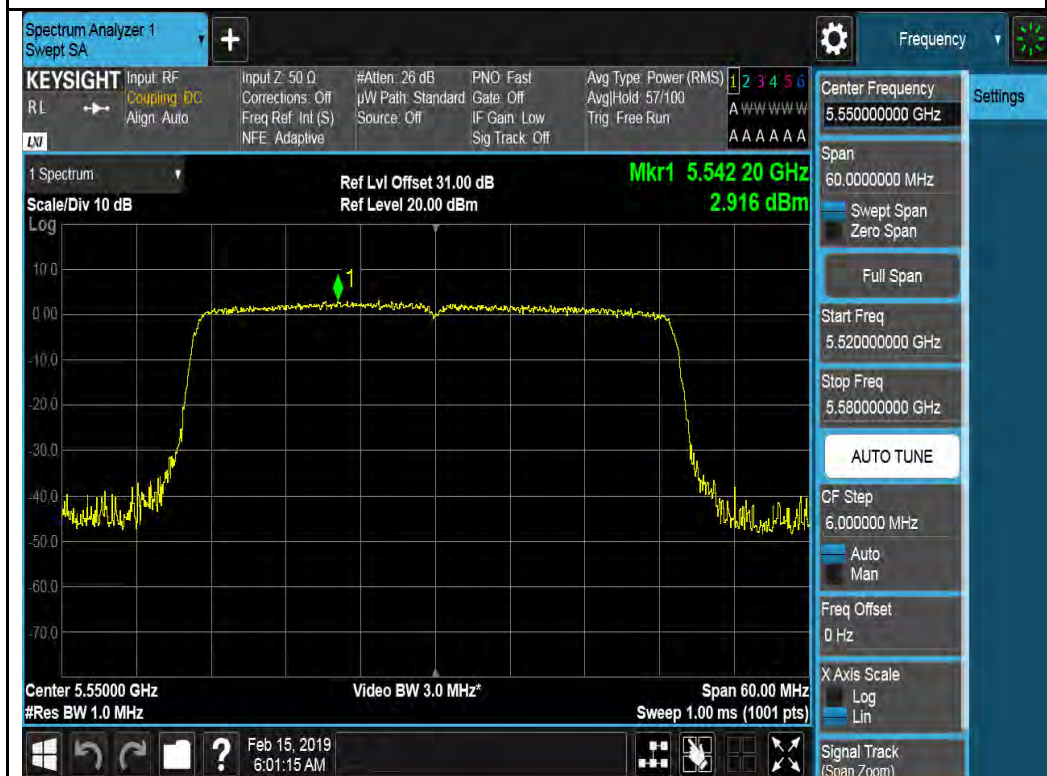 Spectrum Analyzer 1
Swept SA
Frequency
KEYSIGHT
RL
LXI
Input: RF
Coupling: DC
Align: Auto
Input Z: 50 Ω
Corrections: Off
Freq Ref: Int (S)
NFE: Adaptive
#Atten: 26 dB
µW Path: Standard
Source: Off
PNO: Fast
Gate: Off
IF Gain: Low
Sig Track: Off
Avg Type: Power (RMS)
Avg|Hold: 57/100
Trig: Free Run
1 2 3 4 5 6
A W W W W W
A A A A A A
1 Spectrum
Scale/Div 10 dB
Log
Ref Lvl Offset 31.00 dB
Ref Level 20.00 dBm
Mkr1 5.542 20 GHz
2.916 dBm
1
10.0
0.00
-10.0
-20.0
-30.0
-40.0
-50.0
-60.0
-70.0
Center 5.55000 GHz
#Res BW 1.0 MHz
Video BW 3.0 MHz*
Span 60.00 MHz
Sweep 1.00 ms (1001 pts)
?
Feb 15, 2019
6:01:15 AM
Center Frequency
5.550000000 GHz
Span
60.0000000 MHz
Swept Span
Zero Span
Full Span
Start Freq
5.520000000 GHz
Stop Freq
5.580000000 GHz
AUTO TUNE
CF Step
6.000000 MHz
Auto
Man
Freq Offset
0 Hz
X Axis Scale
Log
Lin
Signal Track
(Span Zoom)
Settings